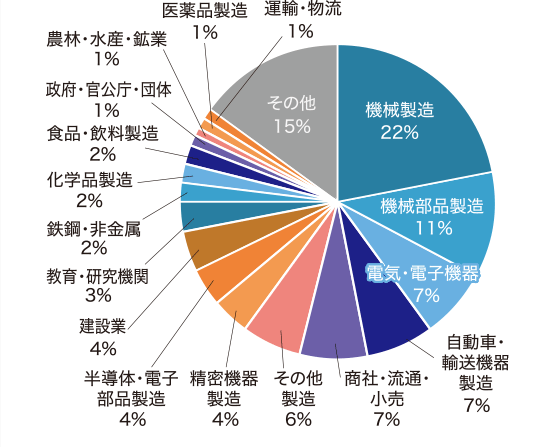 機械製造
22%
機械部品製造
11%
電気・電子機器
7%
自動車・
輸送機器
製造
7%
商社・流通・
小売
7%
その他
製造
6%
精密機器
製造
4%
半導体・電子
部品製造
4%
建設業
4%
教育・研究機関
3%
鉄鋼・非金属
2%
化学品製造
2%
食品・飲料製造
2%
政府・官公庁・団体
1%
農林・水産・鉱業
1%
医薬品製造
1%
運輸・物流
1%
その他
15%